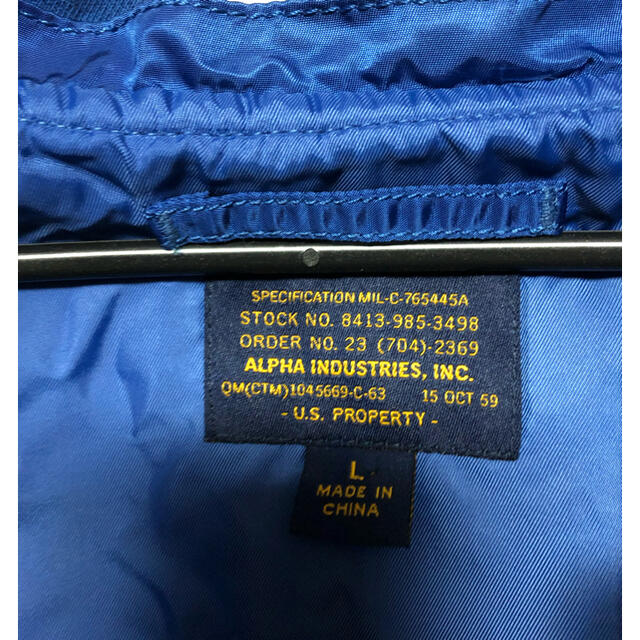 SPECIFICATION MIL-C-765445A
STOCK NO. 8413-985-3498
ORDER NO. 23 (704)-2369
ALPHA INDUSTRIES, INC.
QM(CTM)1045669-C-63 15 OCT 59
- U.S. PROPERTY -
L
MADE IN
CHINA